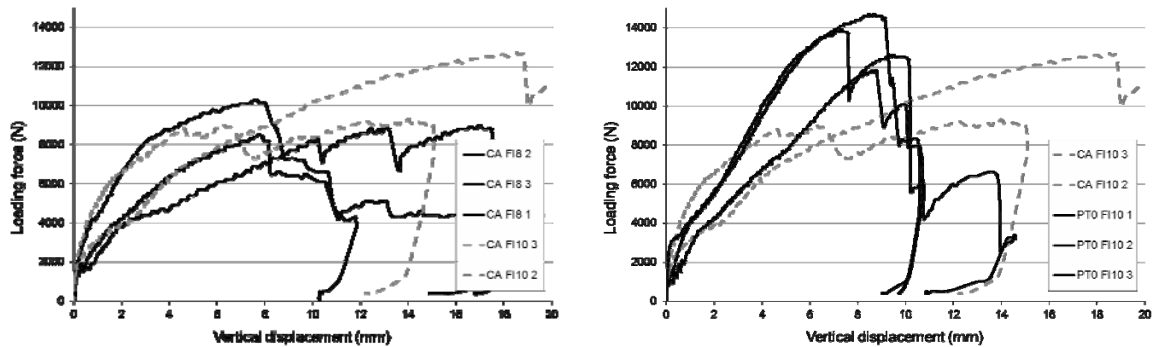 Loading force (N)
14000
12000
10000
8000
6000
4000
2000
0
0 2 4 6 8 10 12 14 16 18 20
Vertical displacement (mm)
CA FI8 2
CA FI8 3
CA FI8 1
CA FI10 3
CA FI10 2
Loading force (N)
14000
12000
10000
8000
6000
4000
2000
0
0 2 4 6 8 10 12 14 16 18 20
Vertical displacement (mm)
CA FI10 3
CA FI10 2
PT0 FI10 1
PT0 FI10 2
PT0 FI10 3